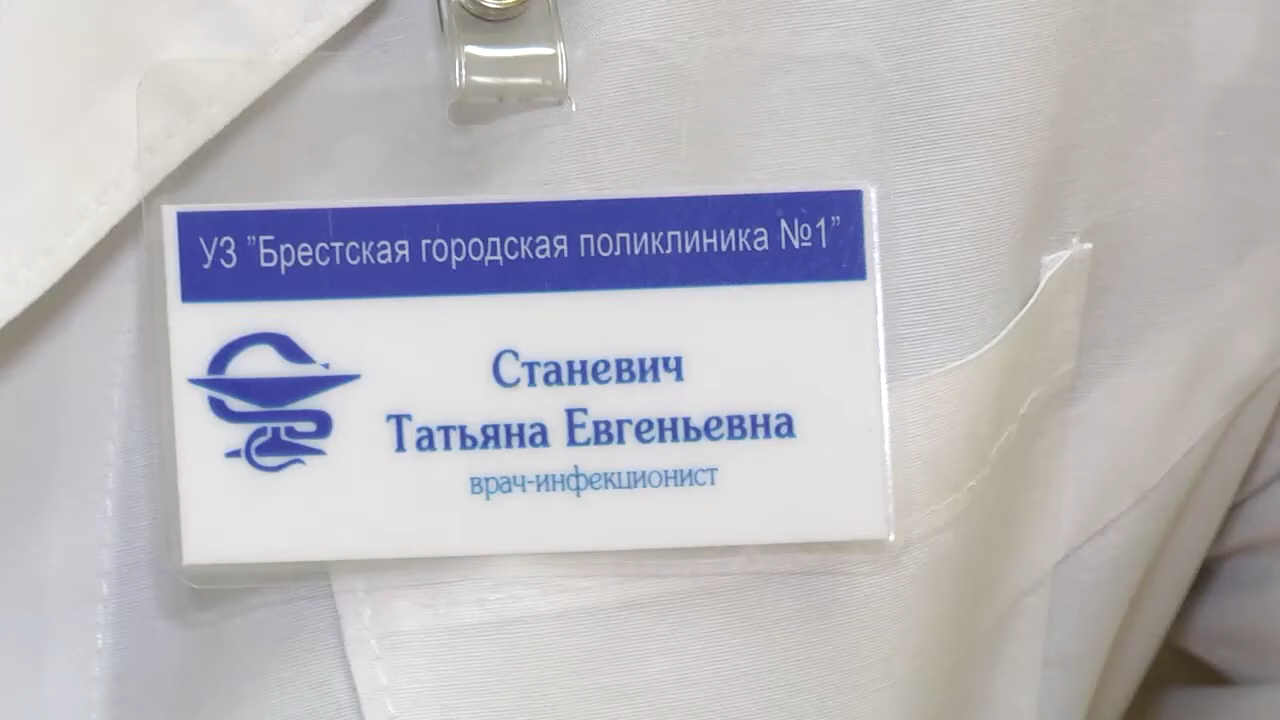 УЗ "Брестская городская поликлиника №1"
Станевич
Татьяна Евгеньевна
врач-инфекционист